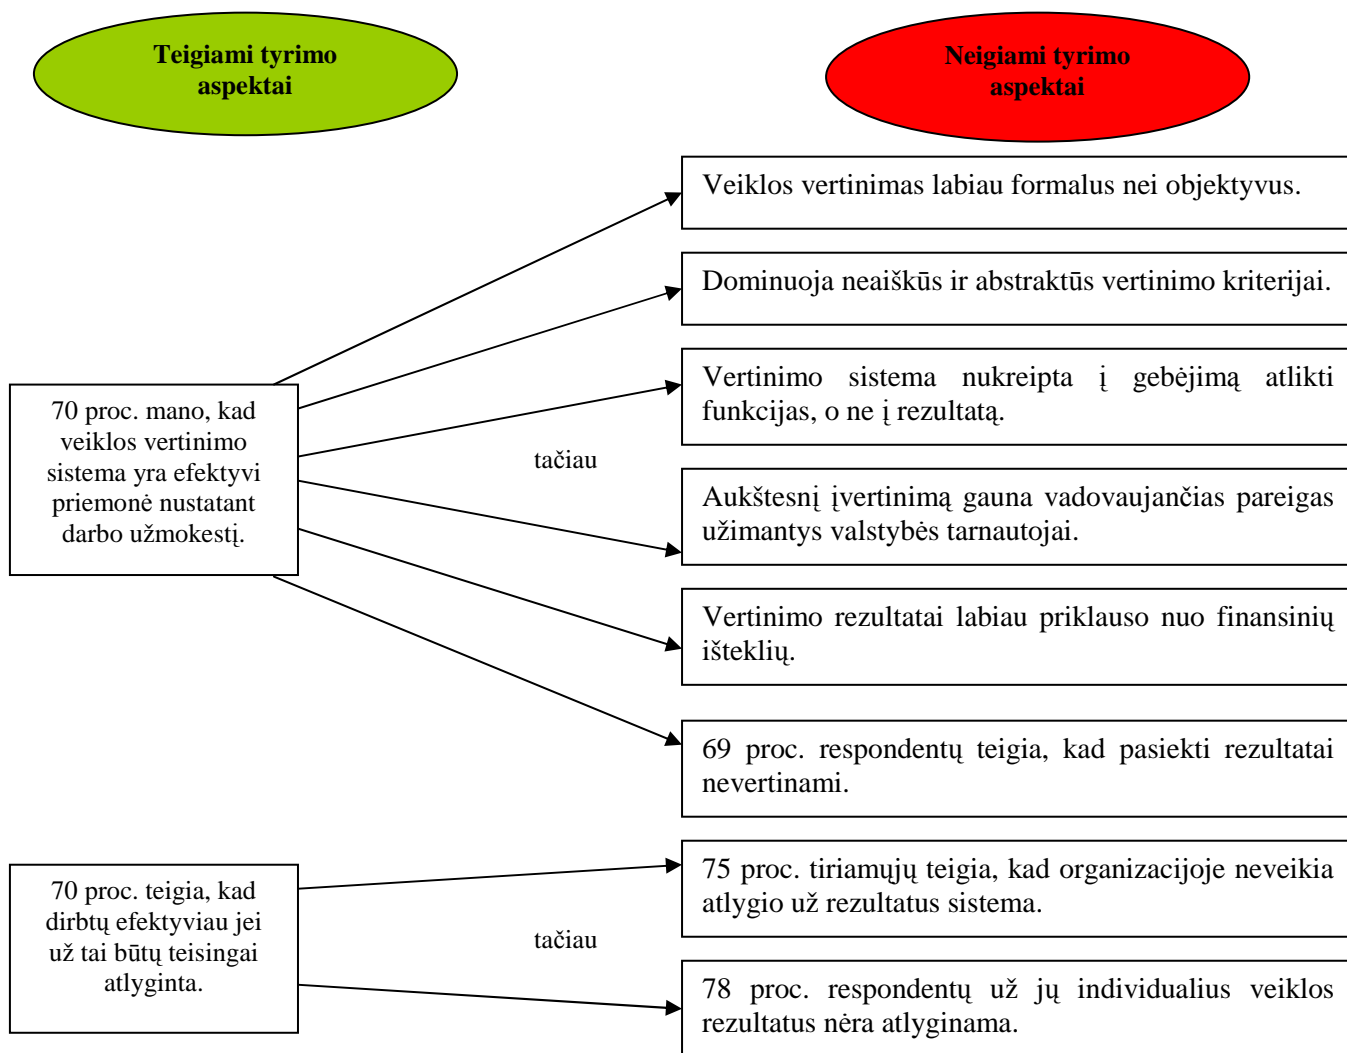 Teigiami tyrimo
aspektai
Neigiami tyrimo
aspektai
Veiklos vertinimas labiau formalus nei objektyvus.
Dominuoja neaiškūs ir abstraktūs vertinimo kriterijai.
Vertinimo sistema nukreipta į gebėjimą atlikti
funkcijas, o ne į rezultatą.
70 proc. mano, kad
veiklos vertinimo
sistema yra efektyvi
priemonė nustatant
darbo užmokestį.
tačiau
Aukštesnį įvertinimą gauna vadovaujančias pareigas
užimantys valstybės tarnautojai.
Vertinimo rezultatai labiau priklauso nuo finansinių
išteklių.
69 proc. respondentų teigia, kad pasiekti rezultatai
nevertinami.
70 proc. teigia, kad
dirbtų efektyviau jei
už tai būtų teisingai
atlyginta.
tačiau
75 proc. tiriamųjų teigia, kad organizacijoje neveikia
atlygio už rezultatus sistema.
78 proc. respondentų už jų individualius veiklos
rezultatus nėra atlyginama.